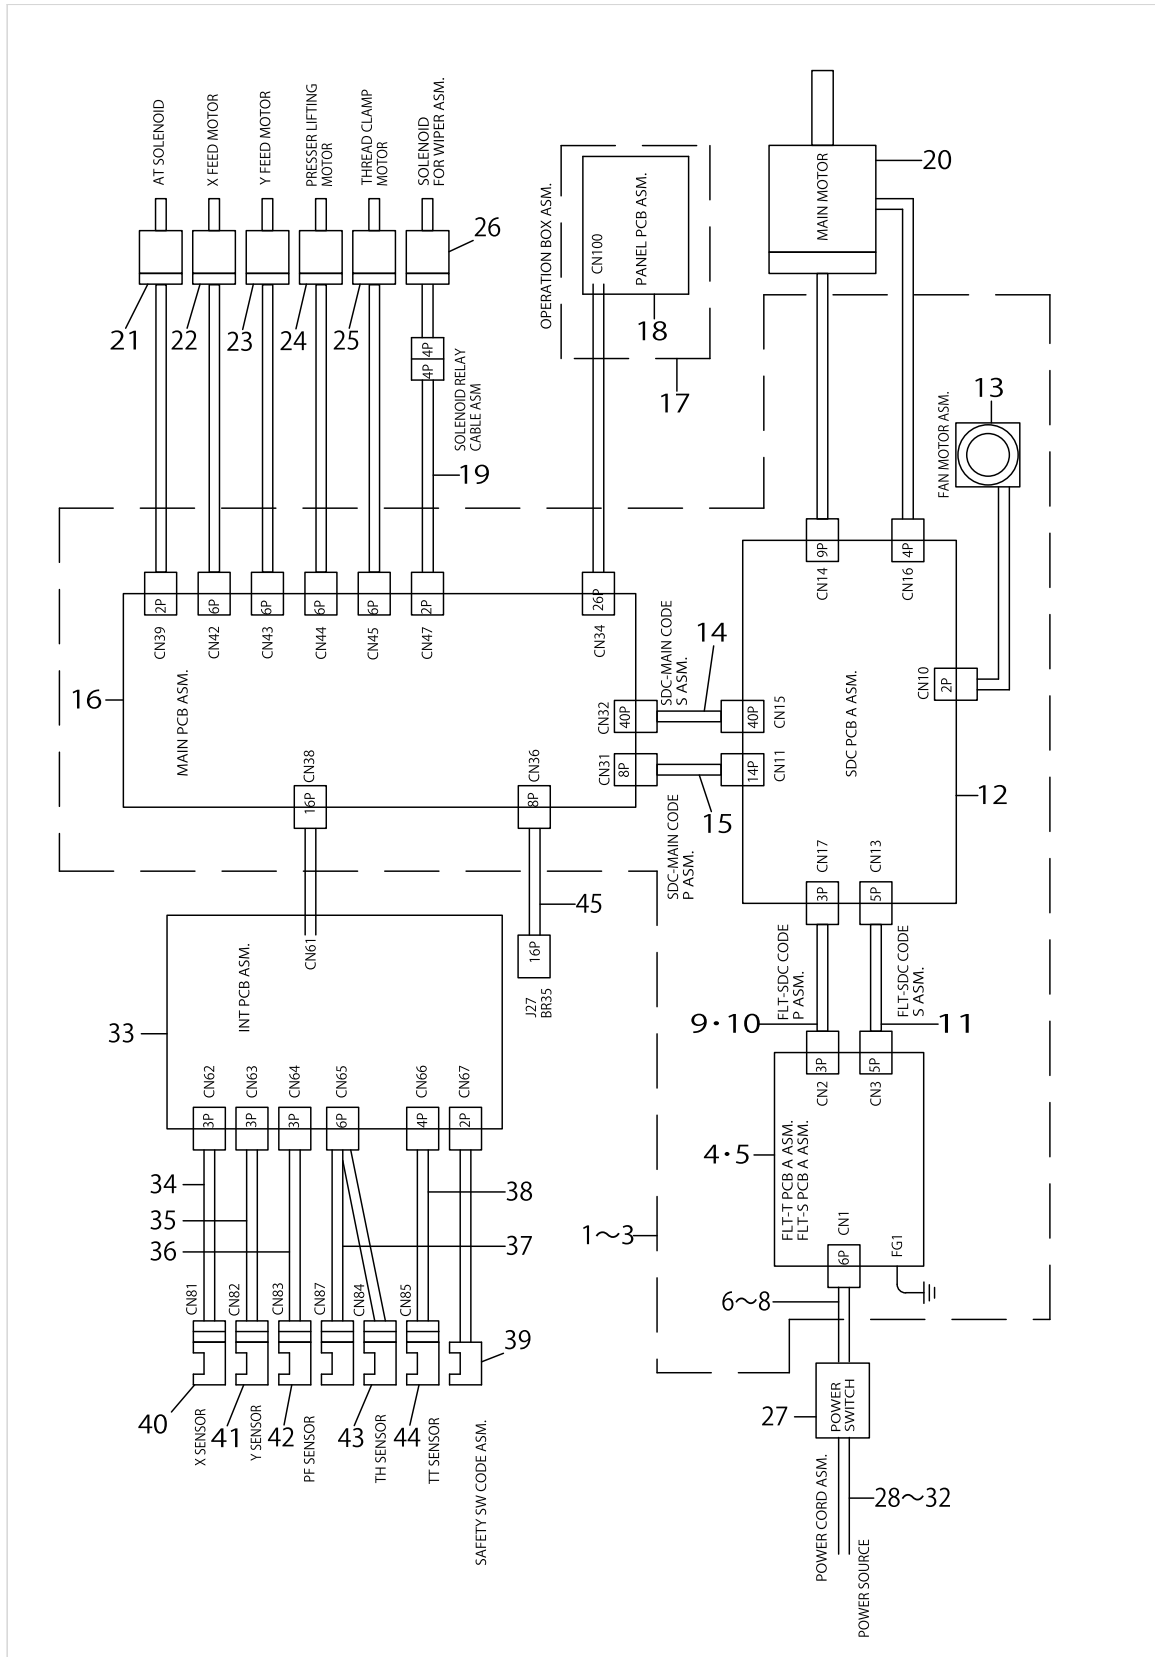 AT SOLENOID
X FEED MOTOR
Y FEED MOTOR
PRESSER LIFTING
MOTOR
THREAD CLAMP
MOTOR
SOLENOID
FOR WIPER ASM.
21
22
23
24
25
26
4P
4P
SOLENOID RELAY
CABLE ASM
19
OPERATION BOX ASM.
CN100
PANEL PCB ASM.
18
17
MAIN MOTOR
20
13
FAN MOTOR ASM.
2P
6P
6P
6P
6P
2P
26P
CN39
CN42
CN43
CN44
CN45
CN47
CN34
9P
4P
CN14
CN16
16
MAIN PCB ASM.
CN32
40P
CN31
8P
SDC-MAIN CODE
S ASM.
14
40P
CN15
14P
CN11
15
SDC-MAIN CODE
P ASM.
SDC PCB A ASM.
CN10
2P
12
CN38
16P
CN36
8P
45
16P
J27
BR35
CN17
3P
CN13
5P
FLT-SDC CODE
P ASM.
FLT-SDC CODE
S ASM.
9・10
11
3P
CN2
5P
CN3
4・5
FLT-T PCB A ASM.
FLT-S PCB A ASM.
CN1
6P
FG1
1〜3
6〜8
27
POWER
SWITCH
POWER CORD ASM.
28〜32
POWER SOURCE
CN61
INT PCB ASM.
33
CN62
CN63
CN64
CN65
CN66
CN67
3P
3P
3P
6P
4P
2P
34
35
36
37
38
CN81
CN82
CN83
CN87
CN84
CN85
39
40
41
42
43
44
X SENSOR
Y SENSOR
PF SENSOR
TH SENSOR
TT SENSOR
SAFETY SW CODE ASM.